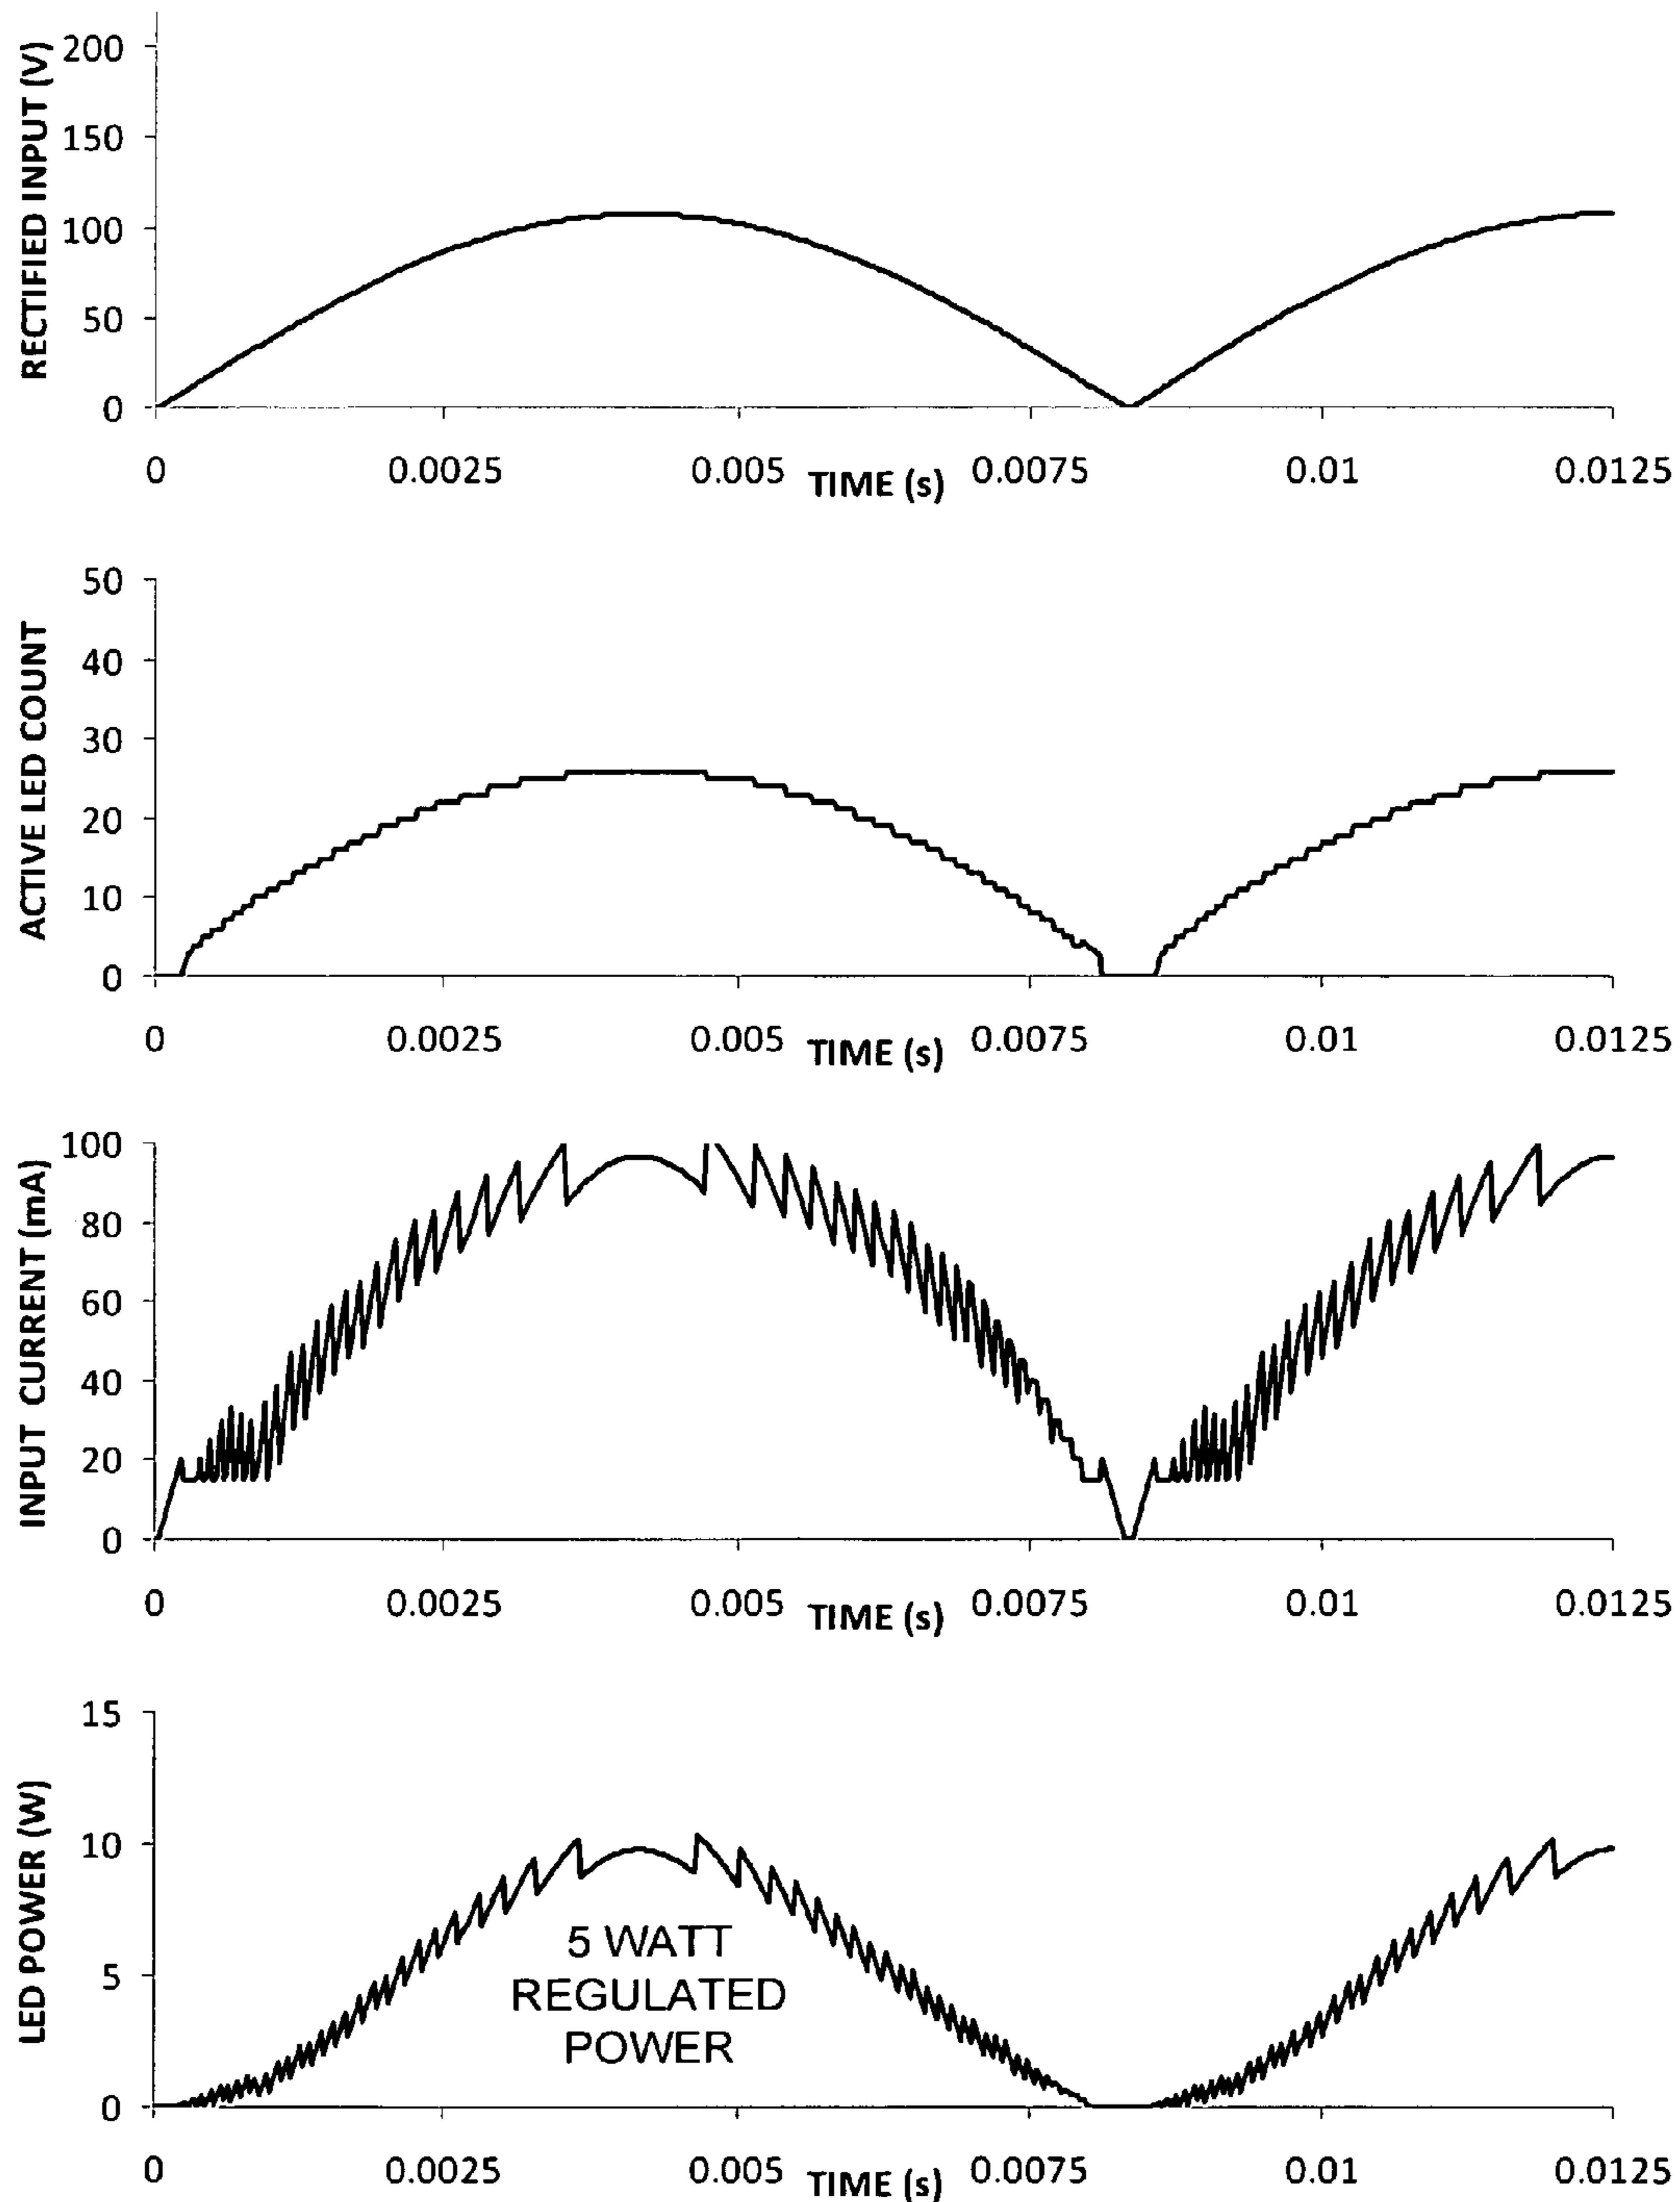 RECTIFIED INPUT (V)
200
150
100
50
0
0 0.0025 0.005 0.0075 0.01 0.0125
TIME (s)
ACTIVE LED COUNT
50
40
30
20
10
0
0 0.0025 0.005 0.0075 0.01 0.0125
TIME (s)
INPUT CURRENT (mA)
100
80
60
40
20
0
0 0.0025 0.005 0.0075 0.01 0.0125
TIME (s)
LED POWER (W)
15
10
5
0
5 WATT
REGULATED
POWER
0 0.0025 0.005 0.0075 0.01 0.0125
TIME (s)